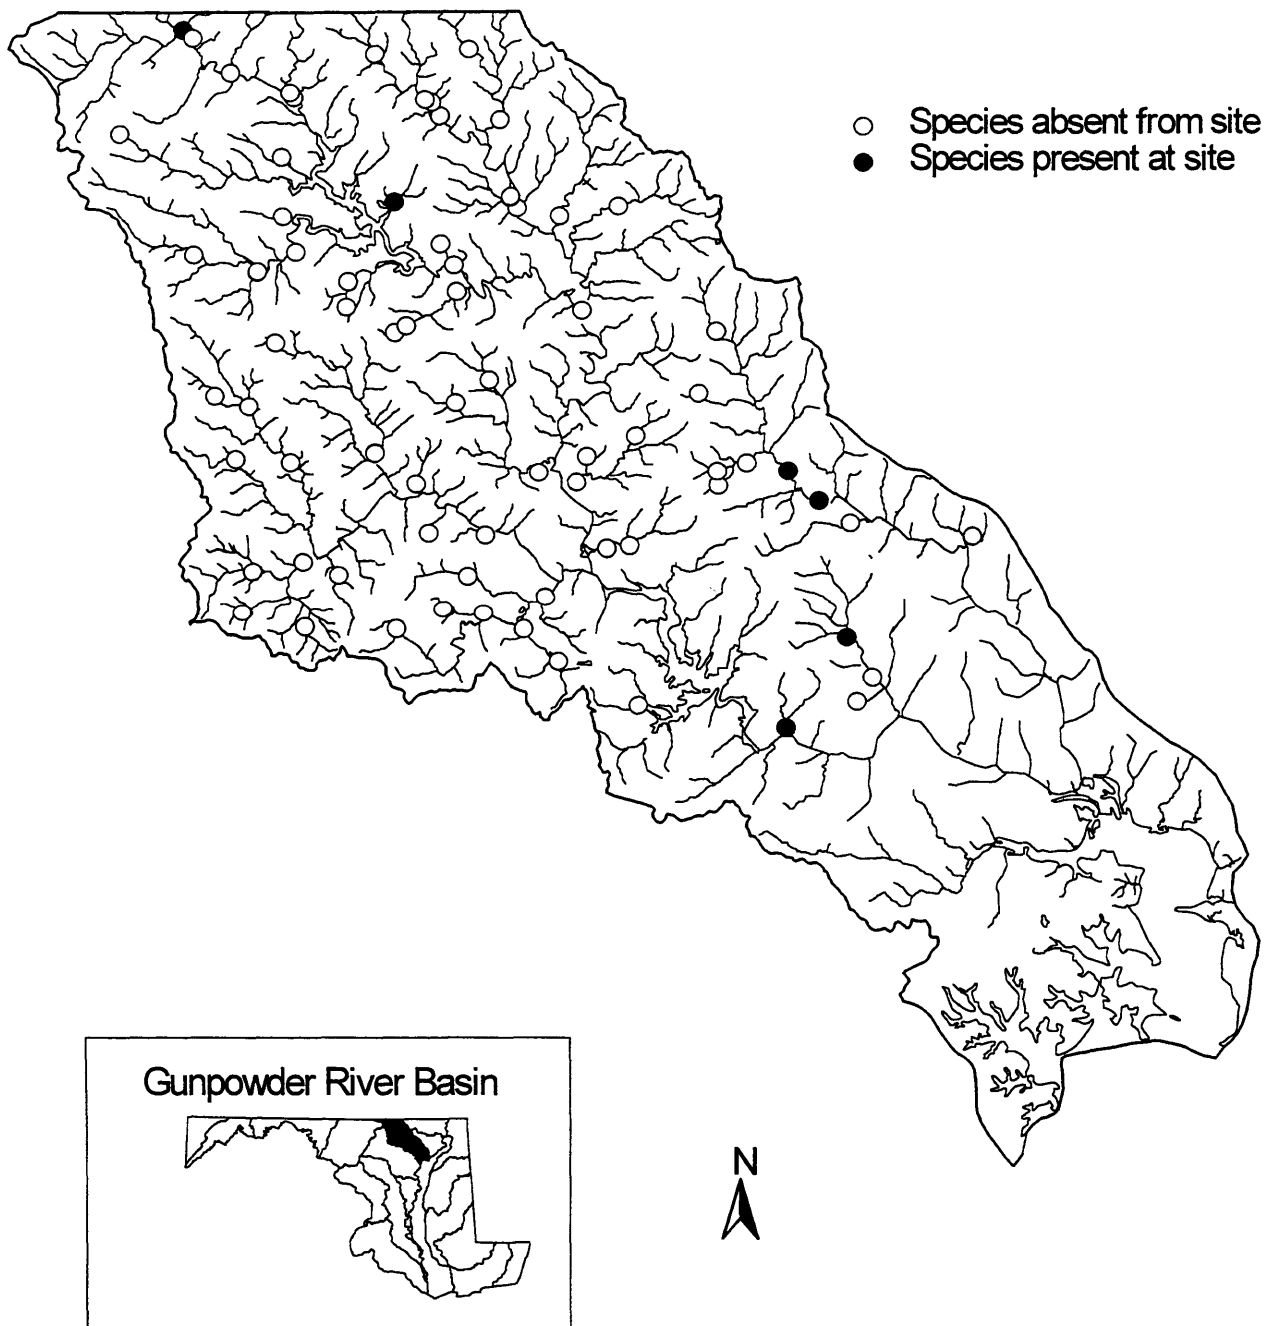 Species absent from site
Species present at site
Gunpowder River Basin
N